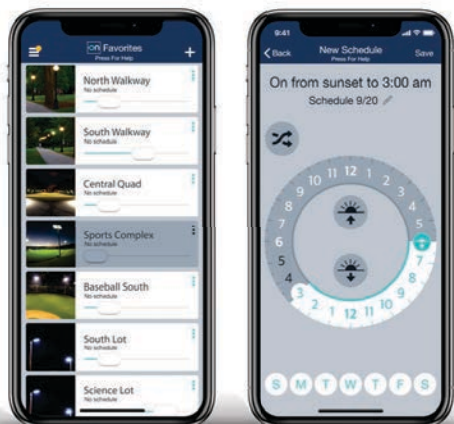 on Favorites
Press For Help
North Walkway
No schedule
South Walkway
No schedule
Central Quad
No schedule
Sports Complex
No schedule
Baseball South
No schedule
South Lot
No schedule
Science Lot
No schedule
9:41
Back
New Schedule
Press For Help
Save
On from sunset to 3:00 am
Schedule 9/20
12 1 2 3 4 5 7 8 9 10 11 12 1 2 3 4 5 6 7 8 9 10 11
S M T W T F S